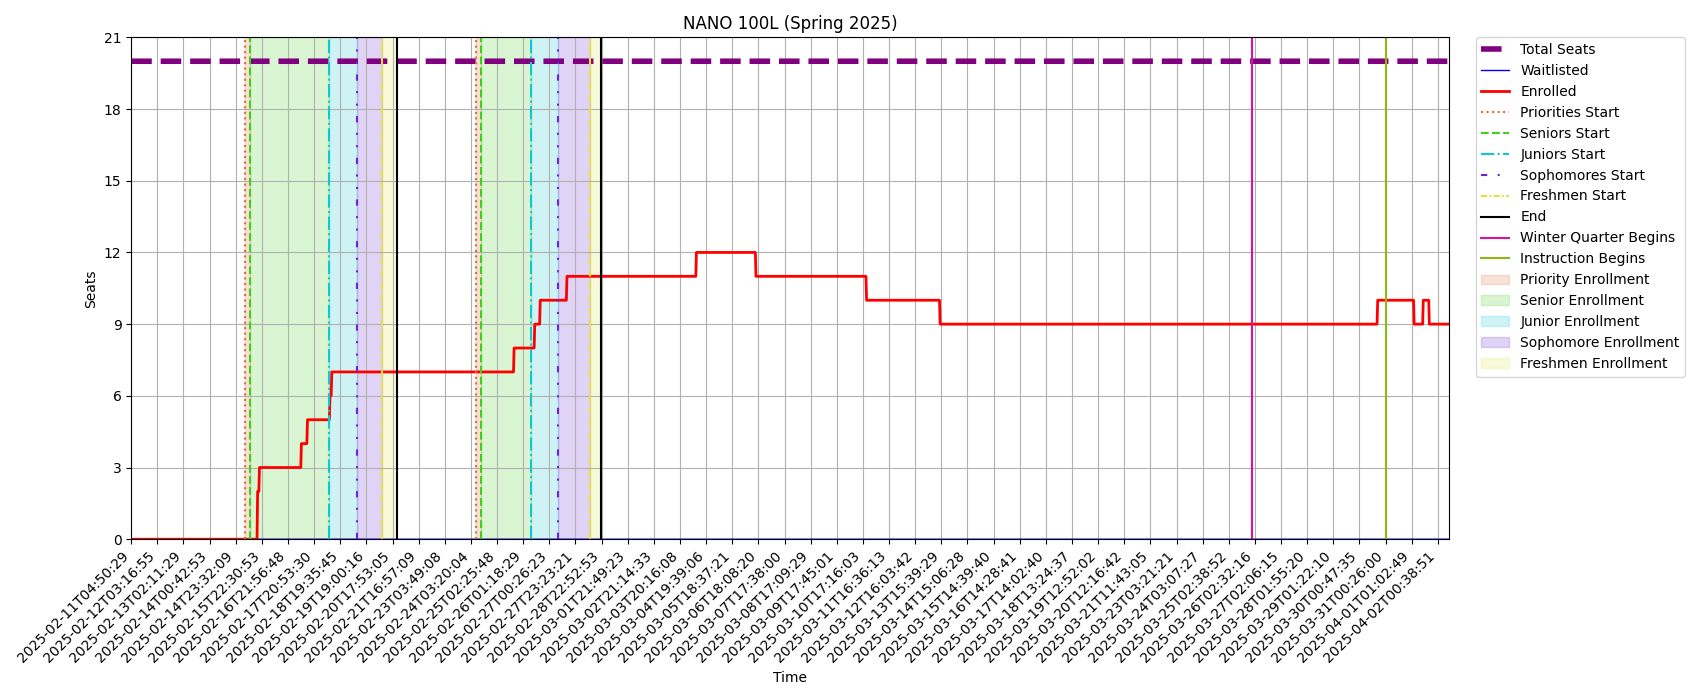 NANO 100L (Spring 2025)
21
18
15
12
9
6
3
0
Seats
2025-02-11T04:50:29
2025-02-12T03:16:55
2025-02-13T02:11:29
2025-02-14T00:42:53
2025-02-14T23:32:09
2025-02-15T22:30:53
2025-02-16T21:56:48
2025-02-17T20:53:30
2025-02-18T19:35:45
2025-02-19T19:00:16
2025-02-20T17:53:05
2025-02-21T16:57:09
2025-02-23T03:49:08
2025-02-24T03:20:04
2025-02-25T02:25:48
2025-02-26T01:18:29
2025-02-27T00:26:23
2025-02-27T23:23:21
2025-02-28T22:52:53
2025-03-01T21:49:23
2025-03-02T21:14:33
2025-03-03T20:16:08
2025-03-04T19:39:06
2025-03-05T18:37:21
2025-03-06T18:08:20
2025-03-07T17:38:00
2025-03-08T17:09:29
2025-03-09T17:45:01
2025-03-10T17:16:03
2025-03-11T16:36:13
2025-03-12T16:03:42
2025-03-13T15:39:29
2025-03-14T15:06:28
2025-03-15T14:39:40
2025-03-16T14:28:41
2025-03-17T14:02:40
2025-03-18T13:24:37
2025-03-19T12:52:02
2025-03-20T12:16:42
2025-03-21T11:43:05
2025-03-23T03:21:21
2025-03-24T03:07:27
2025-03-25T02:38:52
2025-03-26T02:32:16
2025-03-27T02:06:15
2025-03-28T01:55:20
2025-03-29T01:22:10
2025-03-30T00:47:35
2025-03-31T00:26:00
2025-04-01T01:02:49
2025-04-02T00:38:51
Time
Total Seats
Waitlisted
Enrolled
Priorities Start
Seniors Start
Juniors Start
Sophomores Start
Freshmen Start
End
Winter Quarter Begins
Instruction Begins
Priority Enrollment
Senior Enrollment
Junior Enrollment
Sophomore Enrollment
Freshmen Enrollment